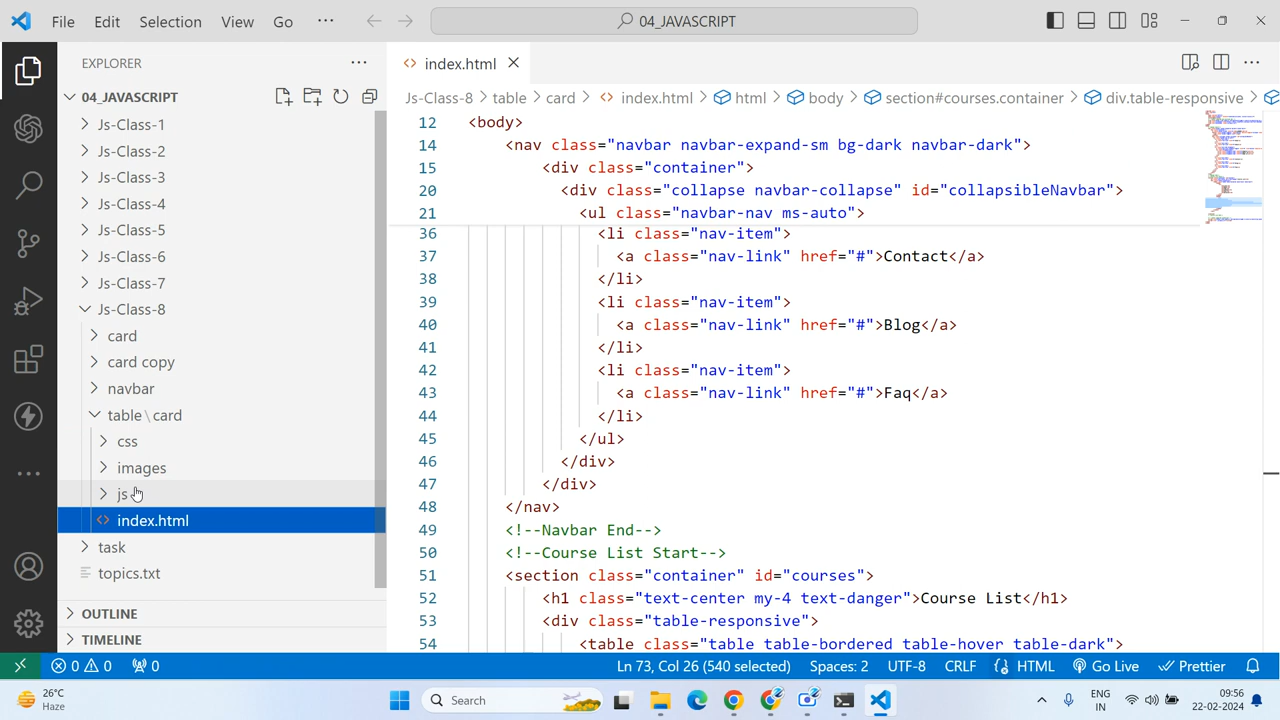 File Edit Selection View Go ··· 04_JAVASCRIPT
EXPLORER ···
04_JAVASCRIPT
Js-Class-1
Js-Class-2
Js-Class-3
Js-Class-4
Js-Class-5
Js-Class-6
Js-Class-7
Js-Class-8
card
card copy
navbar
table \ card
css
images
js
index.html
task
topics.txt
OUTLINE
TIMELINE
index.html
Js-Class-8 > table > card > index.html > html > body > section#courses.container > div.table-responsive >
12 <body>
14 <nav class="navbar navbar-expand-sm bg-dark navbar-dark">
15 <div class="container">
20 <div class="collapse navbar-collapse" id="collapsibleNavbar">
21 <ul class="navbar-nav ms-auto">
36 <li class="nav-item">
37 <a class="nav-link" href="#">Contact</a>
38 </li>
39 <li class="nav-item">
40 <a class="nav-link" href="#">Blog</a>
41 </li>
42 <li class="nav-item">
43 <a class="nav-link" href="#">Faq</a>
44 </li>
45 </ul>
46 </div>
47 </div>
48 </nav>
49 <!--Navbar End-->
50 <!--Course List Start-->
51 <section class="container" id="courses">
52 <h1 class="text-center my-4 text-danger">Course List</h1>
53 <div class="table-responsive">
54 <table class="table table-bordered table-hover table-dark">
0 0 0 Ln 73, Col 26 (540 selected) Spaces: 2 UTF-8 CRLF HTML Go Live Prettier
26°C
Haze
Search
ENG
IN
09:56
22-02-2024